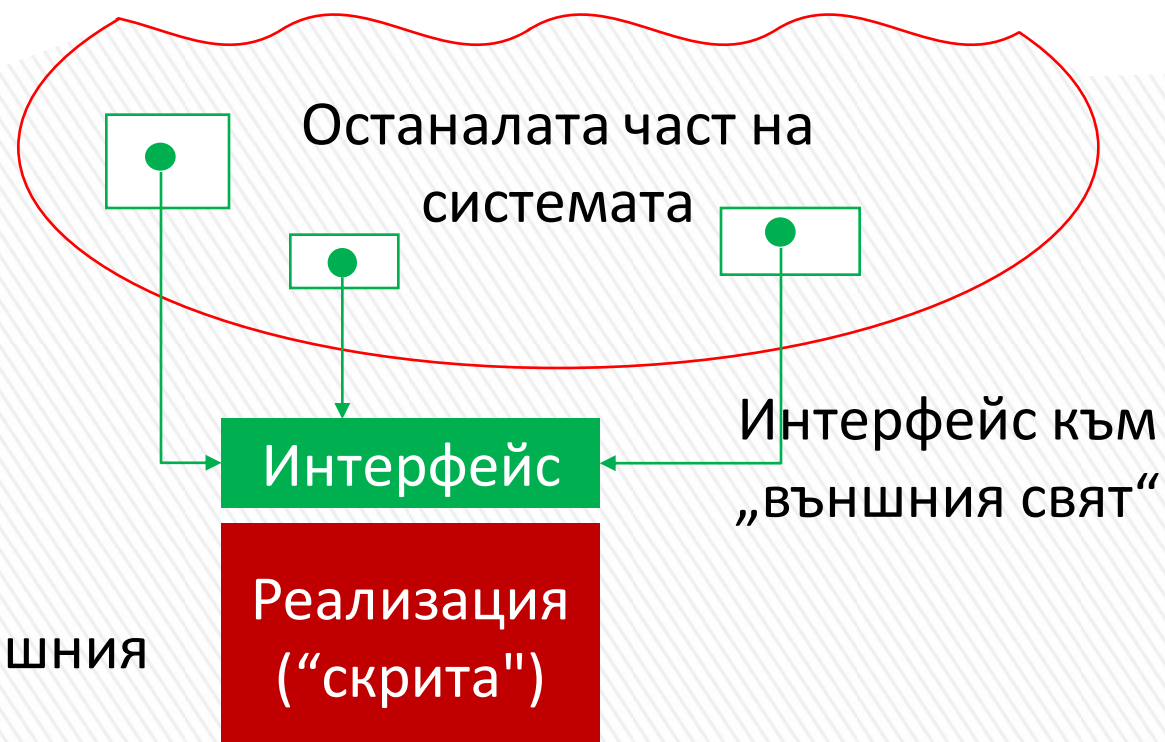 Останалата част на
системата
Интерфейс към
„външния свят“
Интерфейс
Реализация
(“скрита")
шния